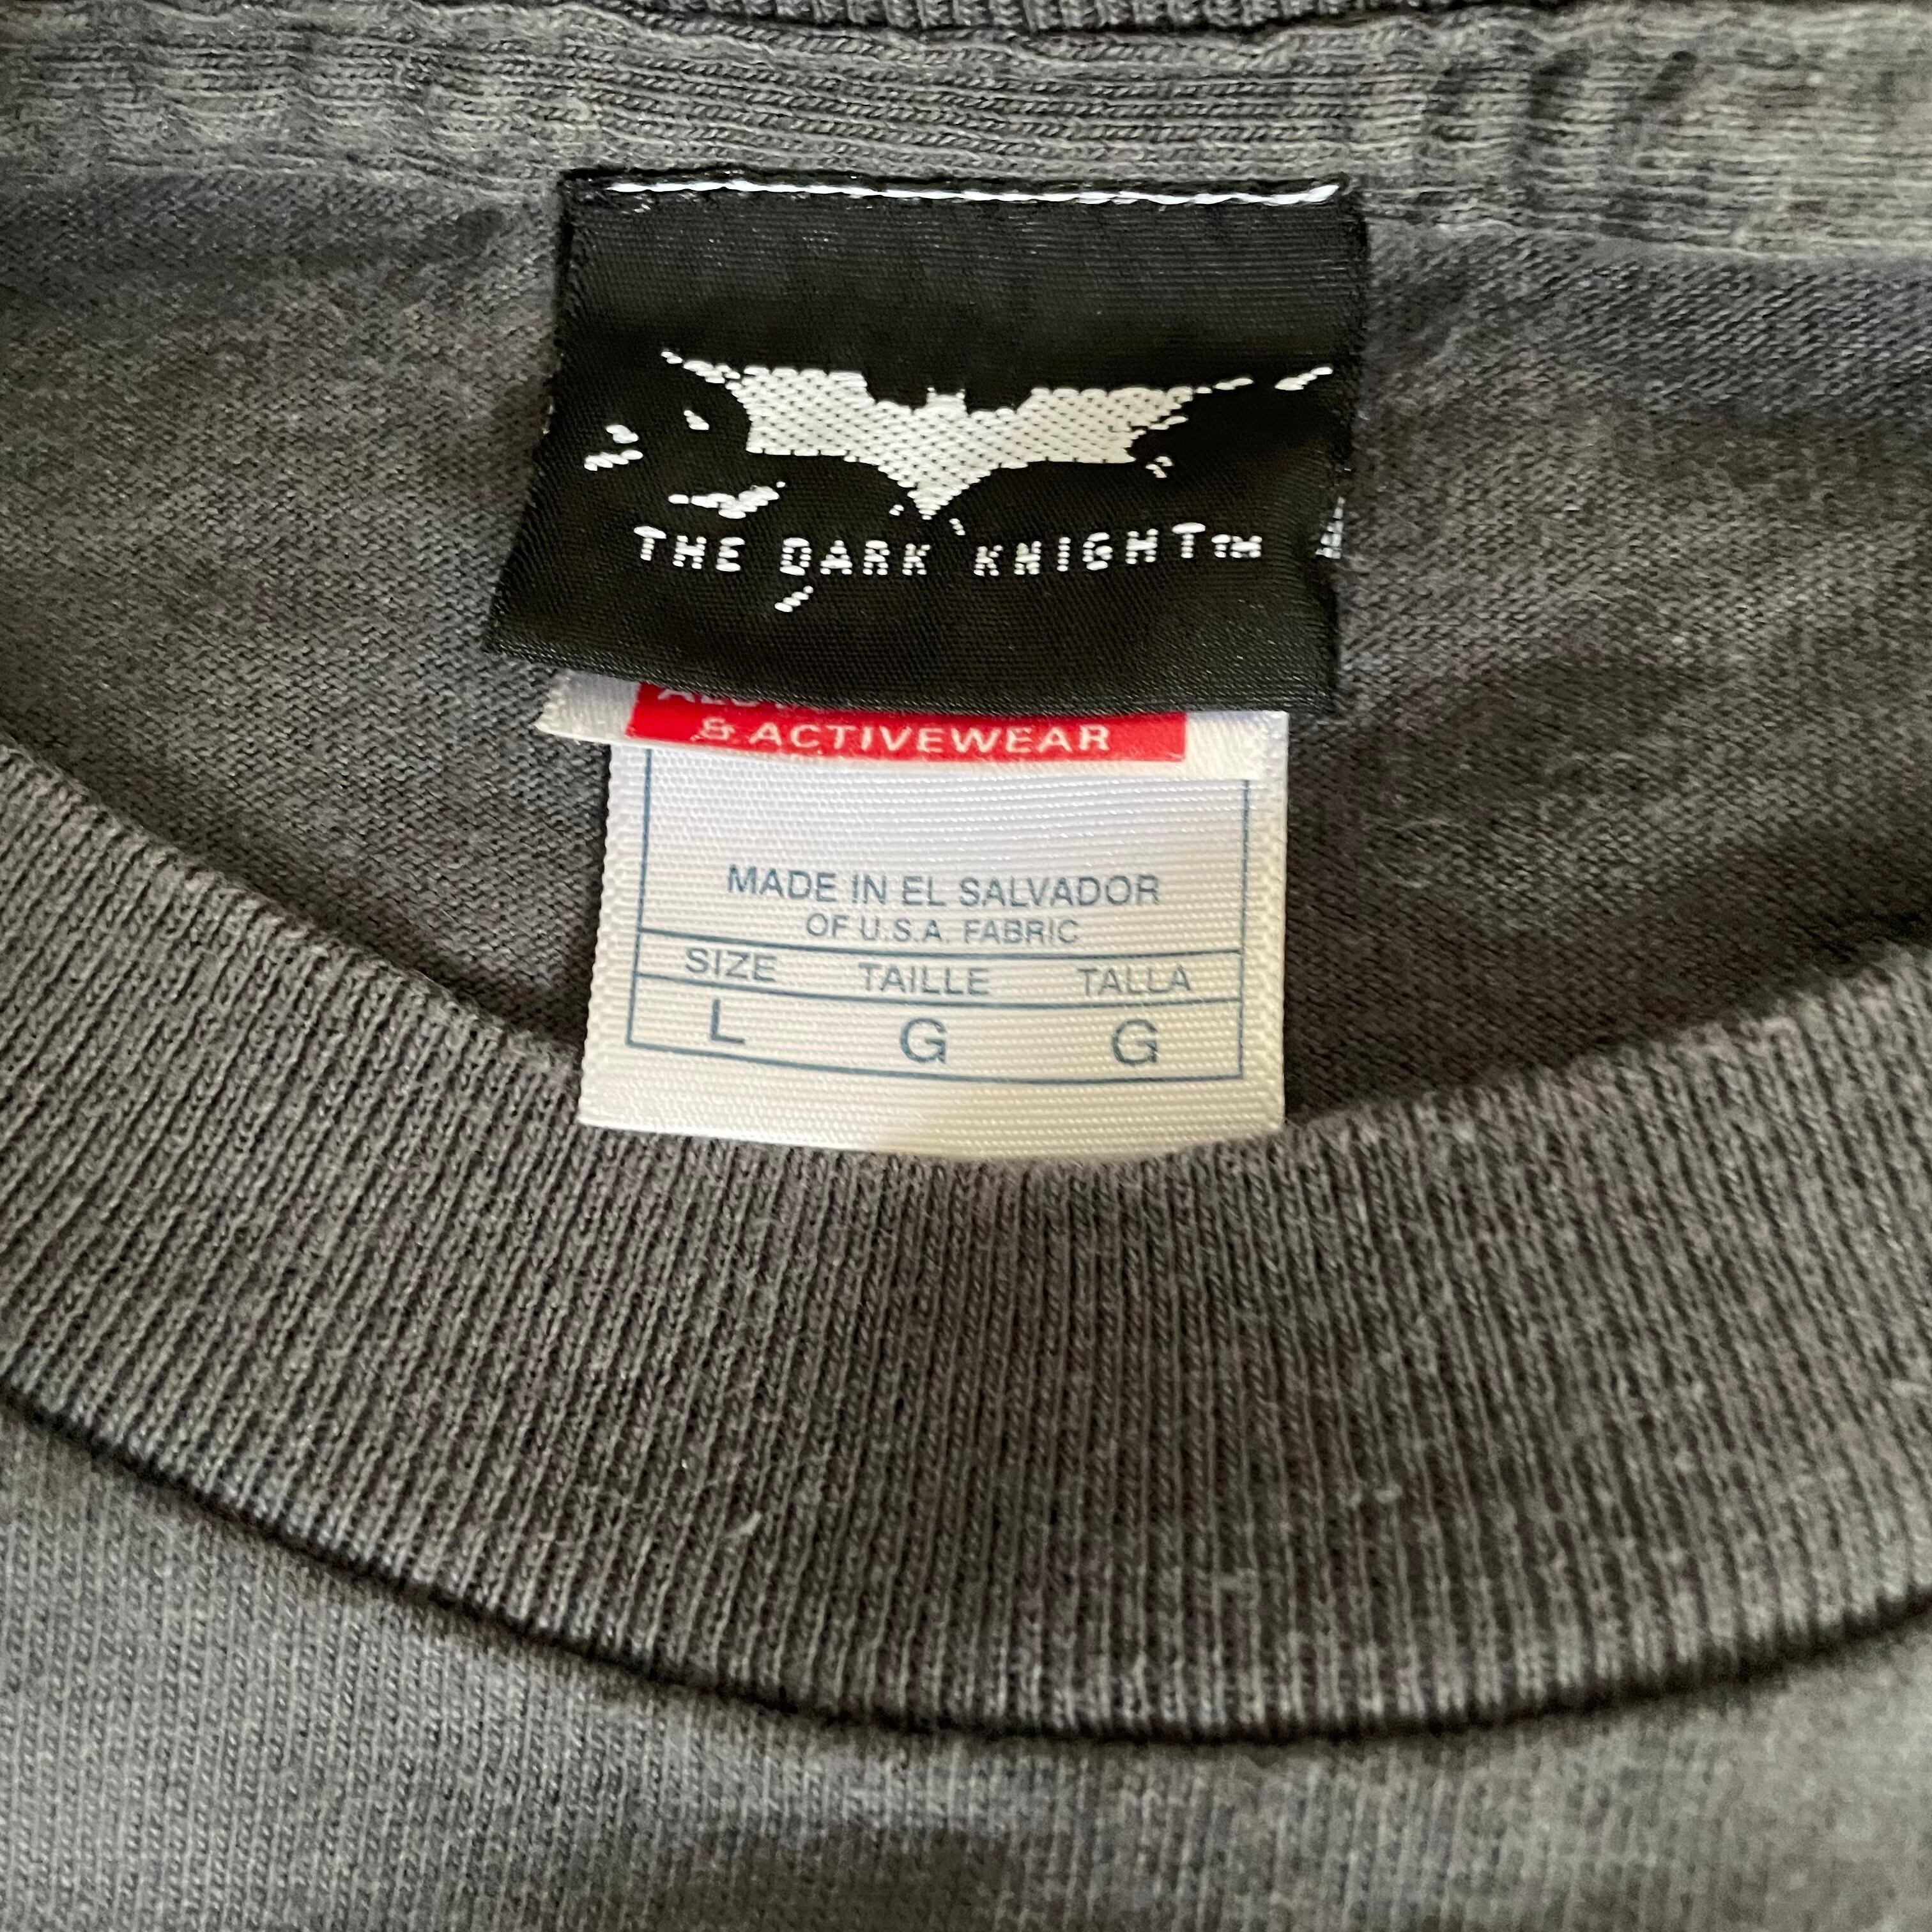 THE DARK KNIGHT™
& ACTIVEWEAR
MADE IN EL SALVADOR
OF U.S.A. FABRIC
SIZE TAILLE TALLA
L G G